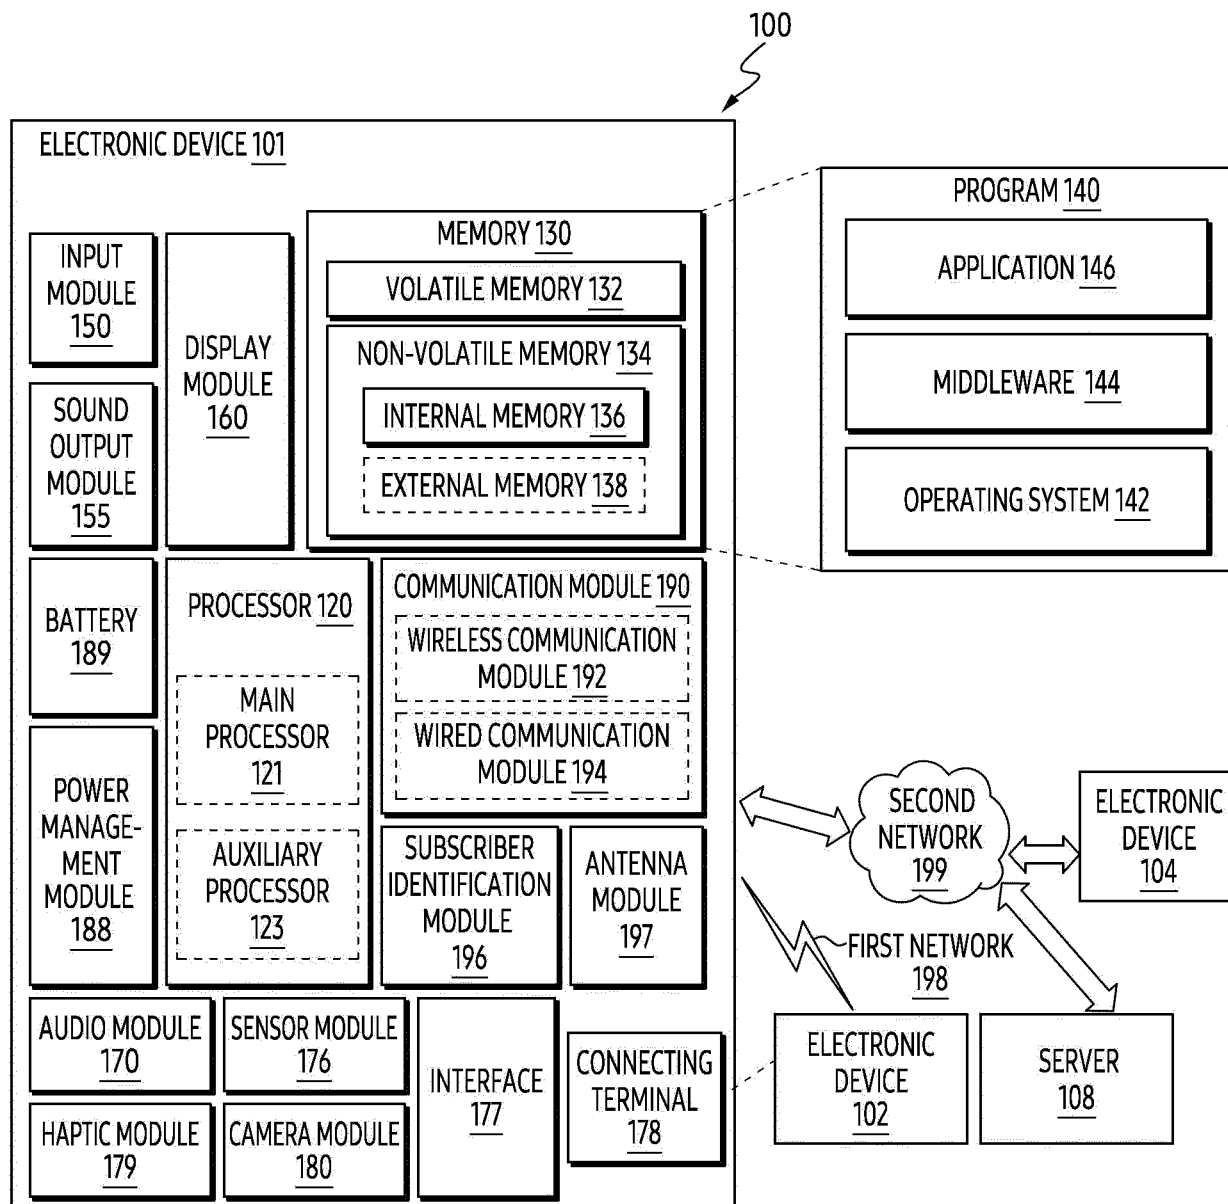 100
ELECTRONIC DEVICE 101
INPUT
MODULE
150
SOUND
OUTPUT
MODULE
155
DISPLAY
MODULE
160
MEMORY 130
VOLATILE MEMORY 132
NON-VOLATILE MEMORY 134
INTERNAL MEMORY 136
EXTERNAL MEMORY 138
PROGRAM 140
APPLICATION 146
MIDDLEWARE 144
OPERATING SYSTEM 142
BATTERY
189
POWER
MANAGE-
MENT MODULE
188
PROCESSOR 120
MAIN
PROCESSOR
121
AUXILIARY
PROCESSOR
123
COMMUNICATION MODULE 190
WIRELESS COMMUNICATION
MODULE 192
WIRED COMMUNICATION
MODULE 194
SUBSCRIBER
IDENTIFICATION
MODULE
196
ANTENNA
MODULE
197
SECOND
NETWORK
199
ELECTRONIC
DEVICE
104
FIRST NETWORK
198
AUDIO MODULE
170
SENSOR MODULE
176
HAPTIC MODULE
179
CAMERA MODULE
180
INTERFACE
177
CONNECTING
TERMINAL
178
ELECTRONIC
DEVICE
102
SERVER
108